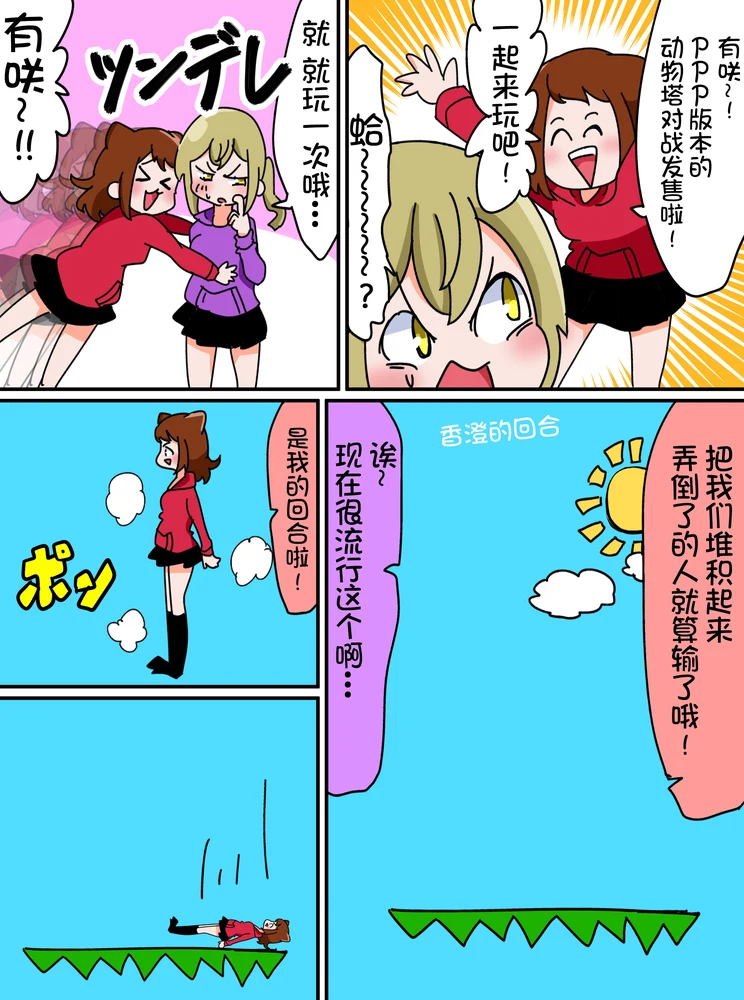 有咲~!
PPP版本的
动物塔对战发售啦!
一起来玩吧!
蛤~~~~~~?
就就玩一次哦…
ツンデレ
有咲~!!
把我们堆积起来
弄倒了的人就算输了哦!
香澄的回合
诶~
现在很流行这个啊…
是我的回合啦!
ポン